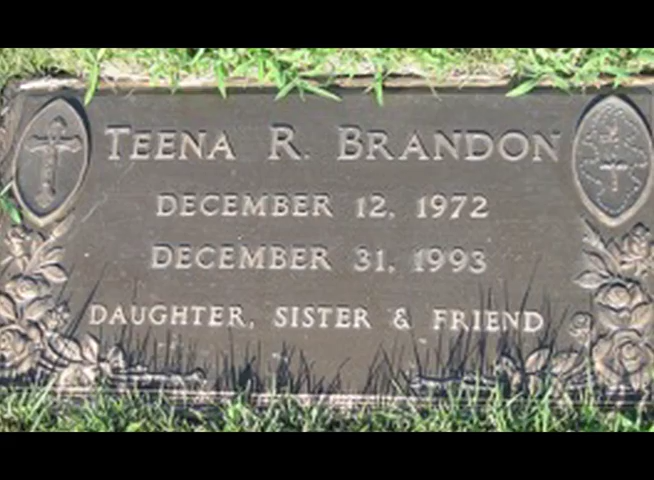 TEENA R. BRANDON
DECEMBER 12, 1972
DECEMBER 31, 1993
DAUGHTER, SISTER & FRIEND